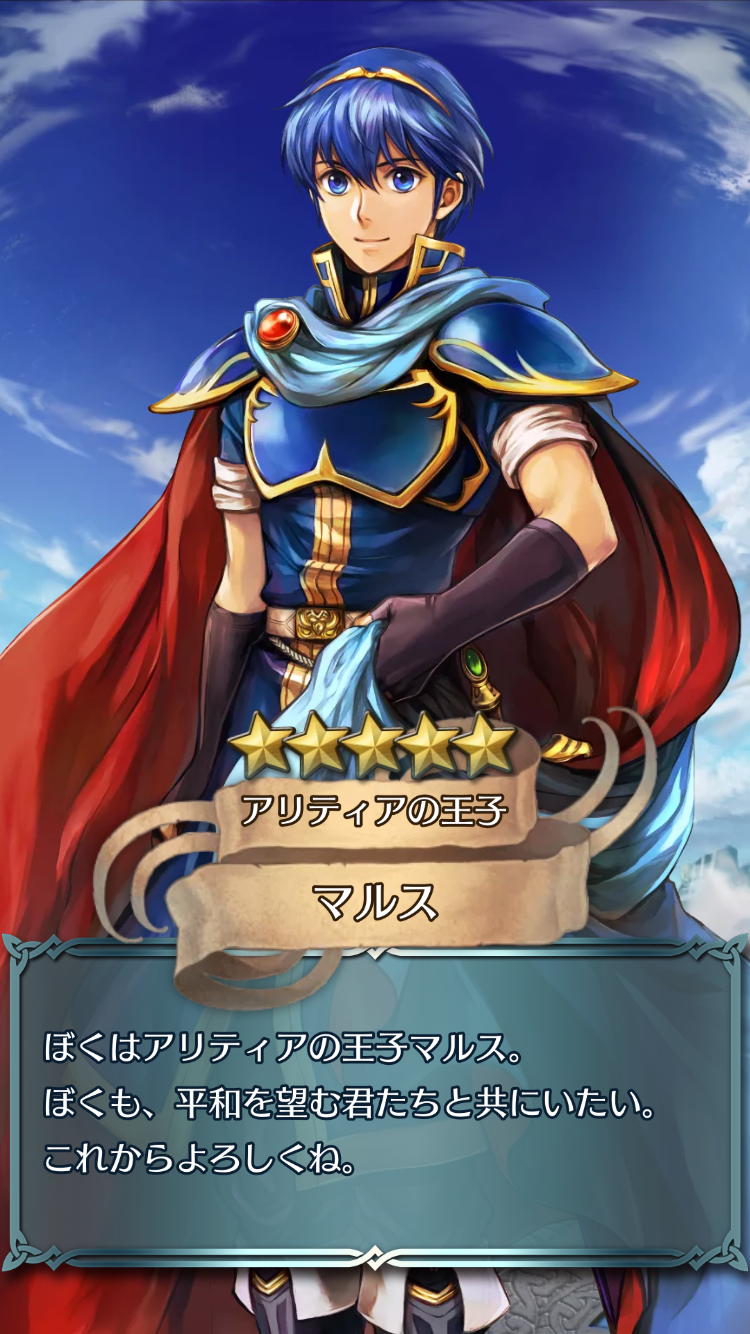 アリティアの王子
マルス
ぼくはアリティアの王子マルス。
ぼくも、平和を望む君たちと共にいたい。
これからよろしくね。